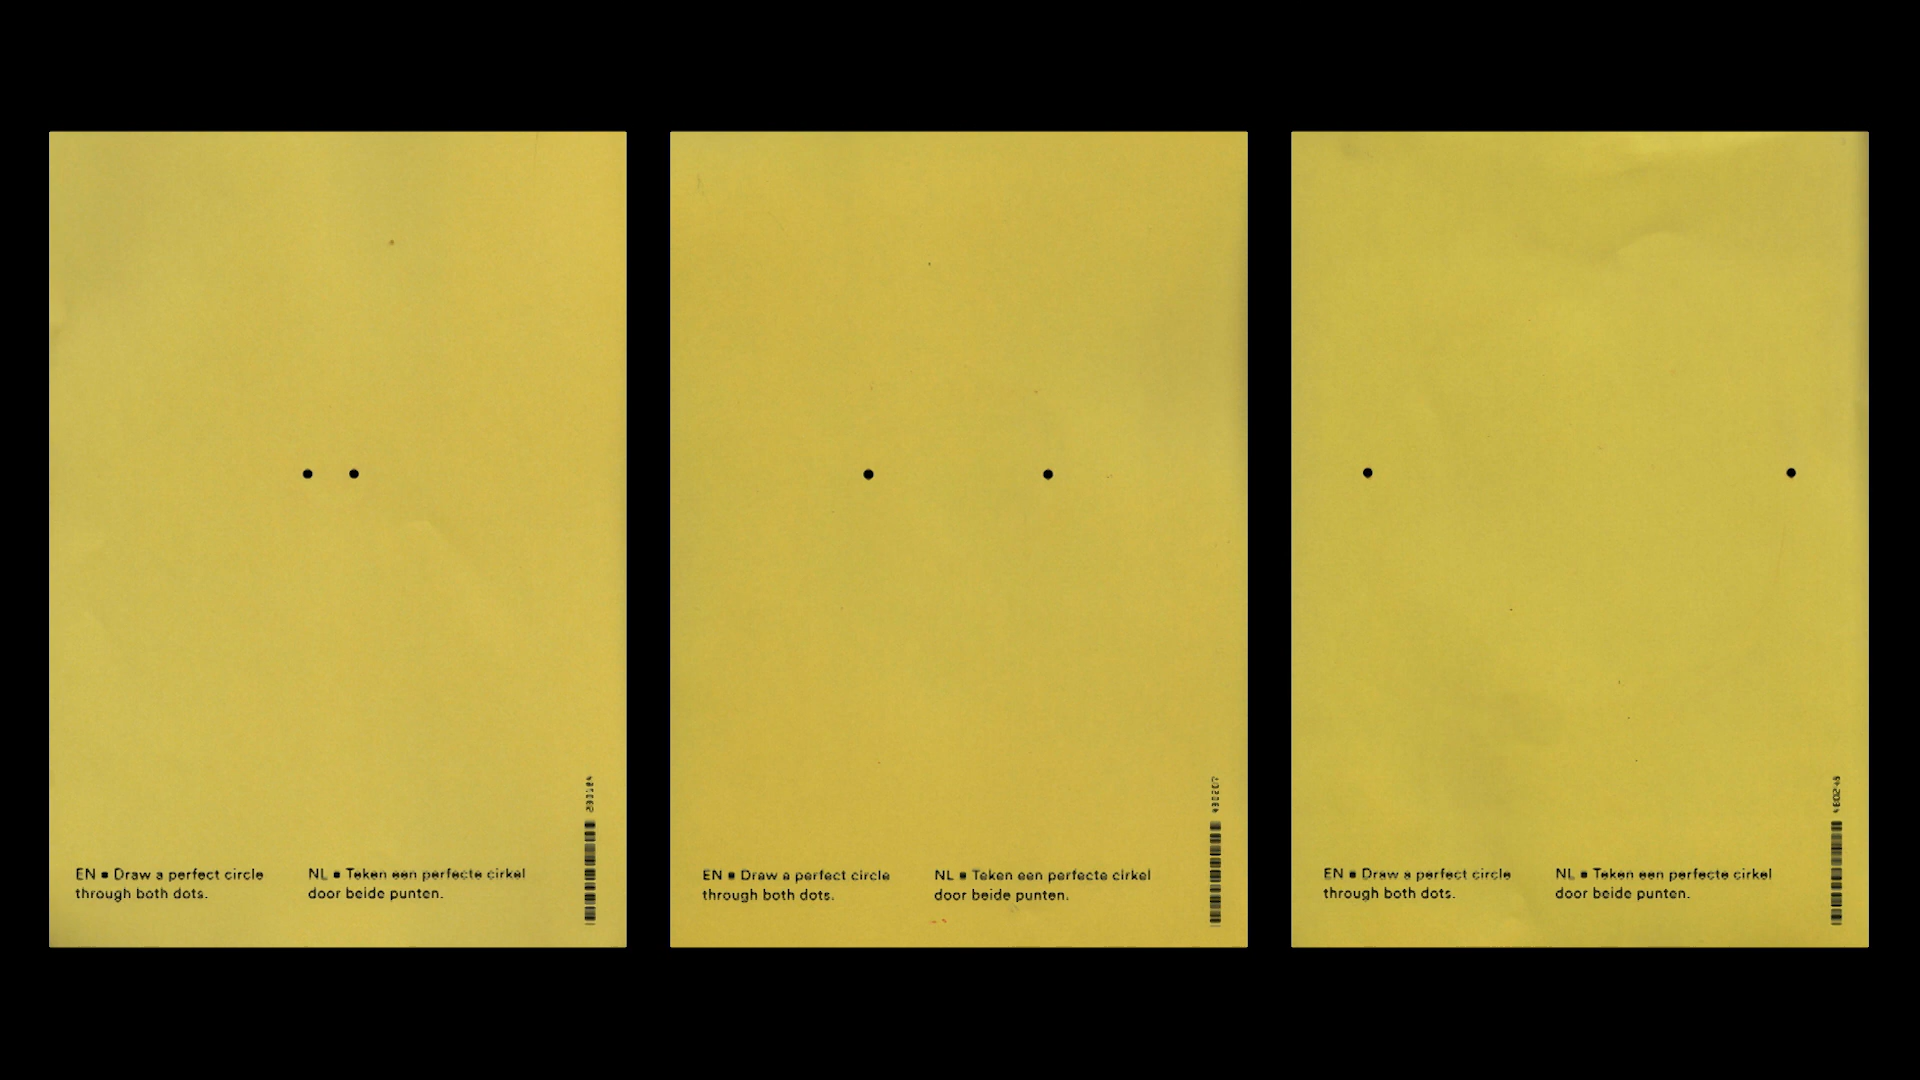 EN ■ Draw a perfect circle
through both dots.
NL ■ Teken een perfecte cirkel
door beide punten.
EN ■ Draw a perfect circle
through both dots.
NL ■ Teken een perfecte cirkel
door beide punten.
430207
EN ■ Draw a perfect circle
through both dots.
NL ■ Teken een perfecte cirkel
door beide punten.